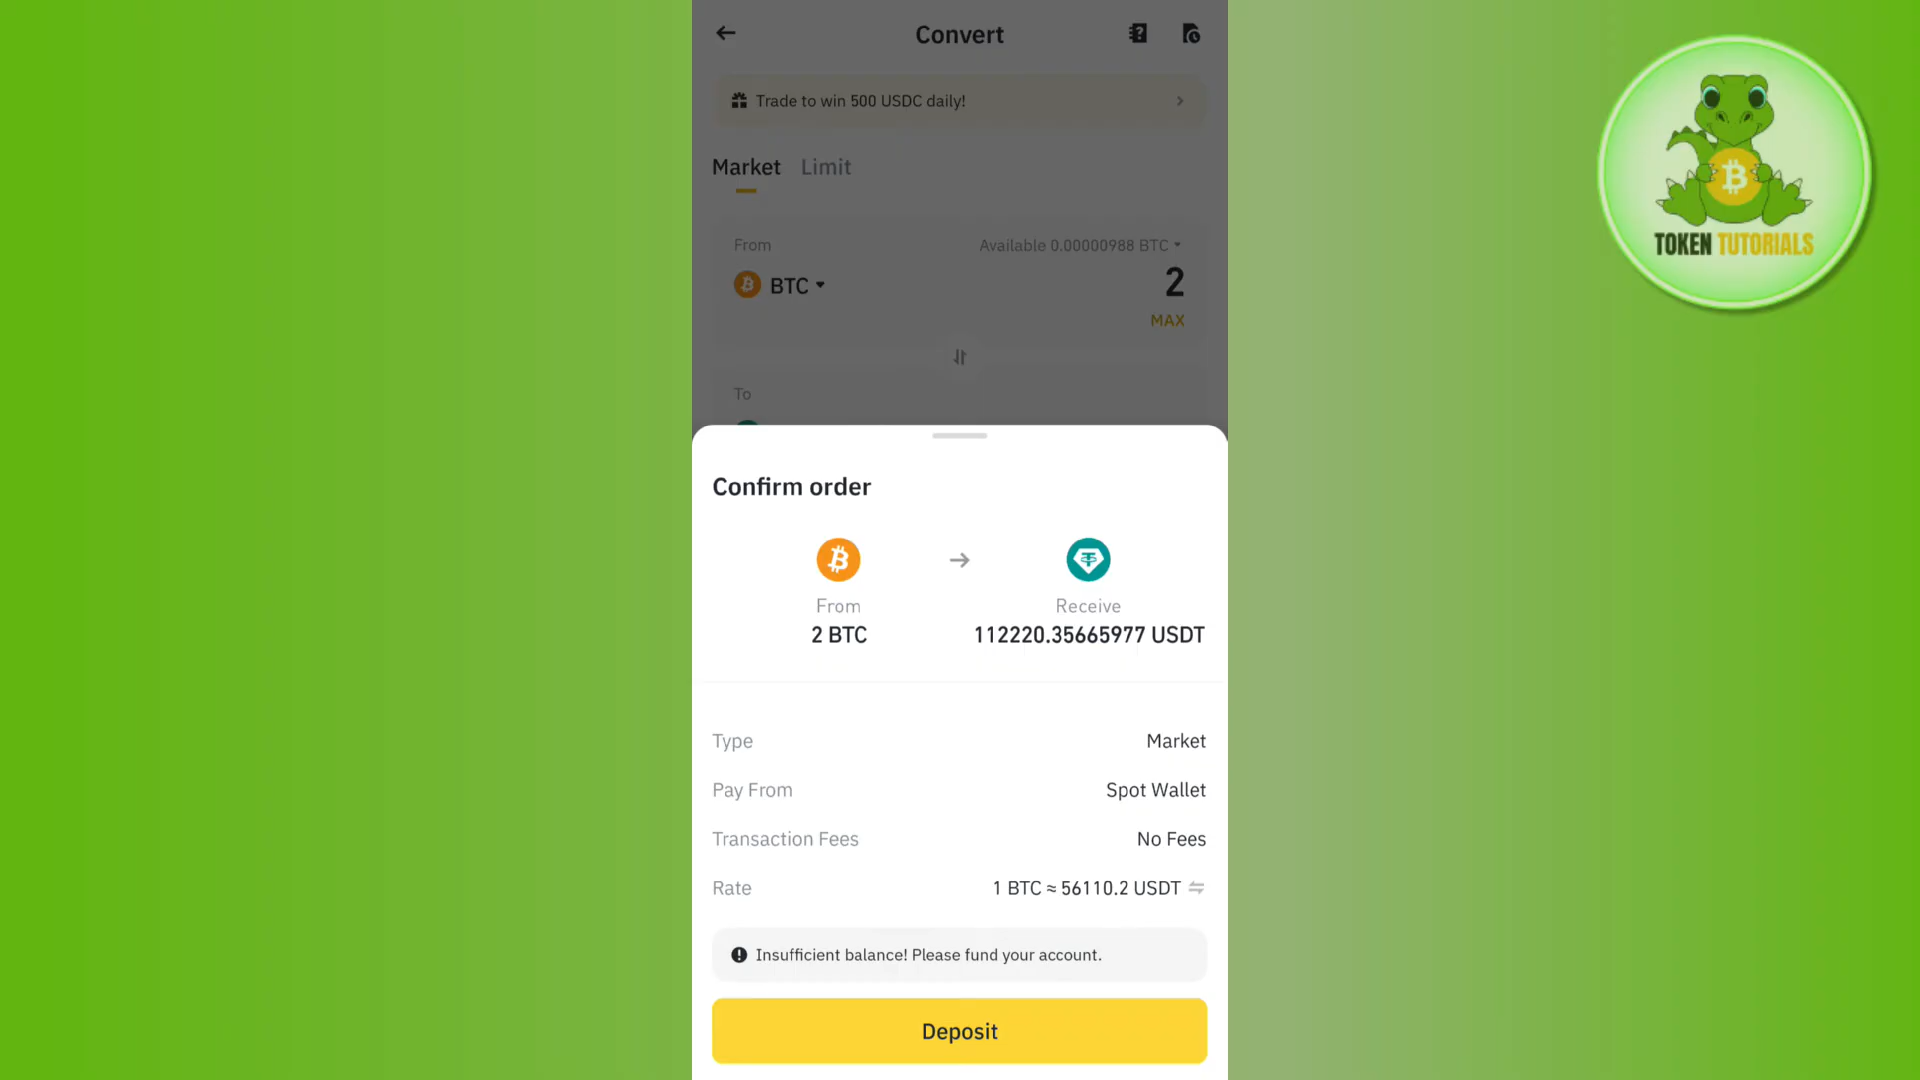 Convert
Trade to win 500 USDC daily!
Market Limit
From Available 0.00000988 BTC
BTC 2
MAX
To
Confirm order
From Receive
2 BTC 112220.35665977 USDT
Type Market
Pay From Spot Wallet
Transaction Fees No Fees
Rate 1 BTC ≈ 56110.2 USDT
Insufficient balance! Please fund your account.
Deposit
TOKEN TUTORIALS